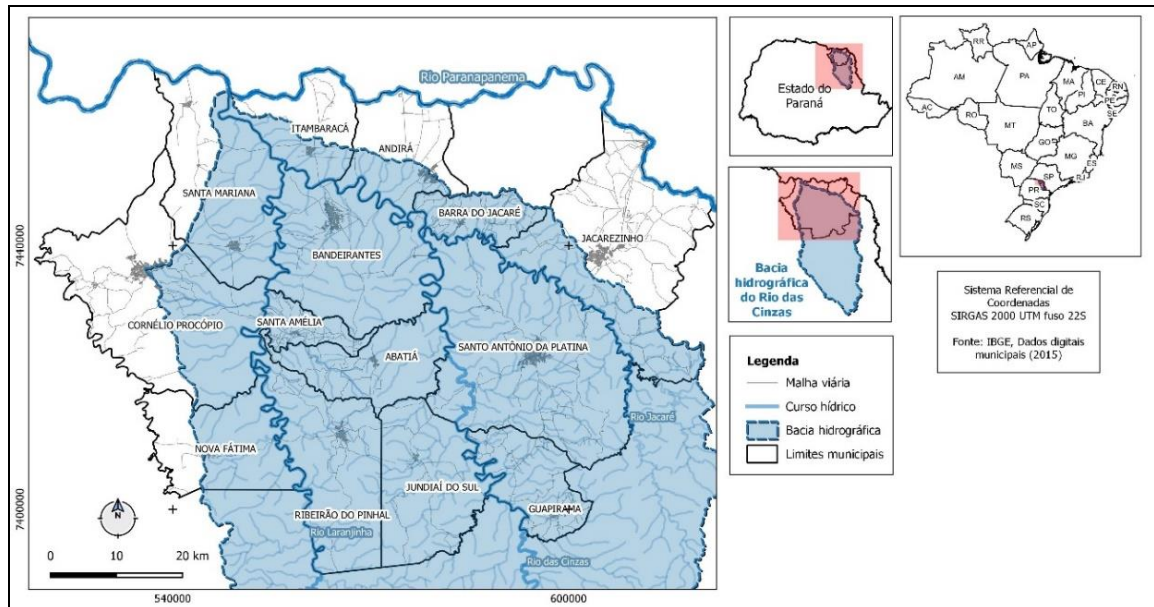 Rio Paranapanema
ITAMBARACÁ
ANDIRÁ
SANTA MARIANA
BARRA DO JACARÉ
JACAREZINHO
BANDEIRANTES
CORNÉLIO PROCÓPIO
SANTA AMÉLIA
ABATIÁ
SANTO ANTÔNIO DA PLATINA
Rio Jacaré
NOVA FÁTIMA
JUNDIAÍ DO SUL
GUAPIRAMA
RIBEIRÃO DO PINHAL
Rio Laranjinha
Rio das Cinzas
N
0 10 20 km
7440000
7400000
540000
600000
Estado do
Paraná
Bacia
hidrográfica
do Rio das
Cinzas
Legenda
Malha viária
Curso hídrico
Bacia hidrográfica
Limites municipais
RR
AP
AM
PA
MA
CE
RN
PI
PE
AC
TO
SE
RO
MT
BA
GO
MG
MS
ES
SP
RJ
PR
SC
RS
Sistema Referencial de
Coordenadas
SIRGAS 2000 UTM fuso 22S
Fonte: IBGE, Dados digitais
municipais (2015)